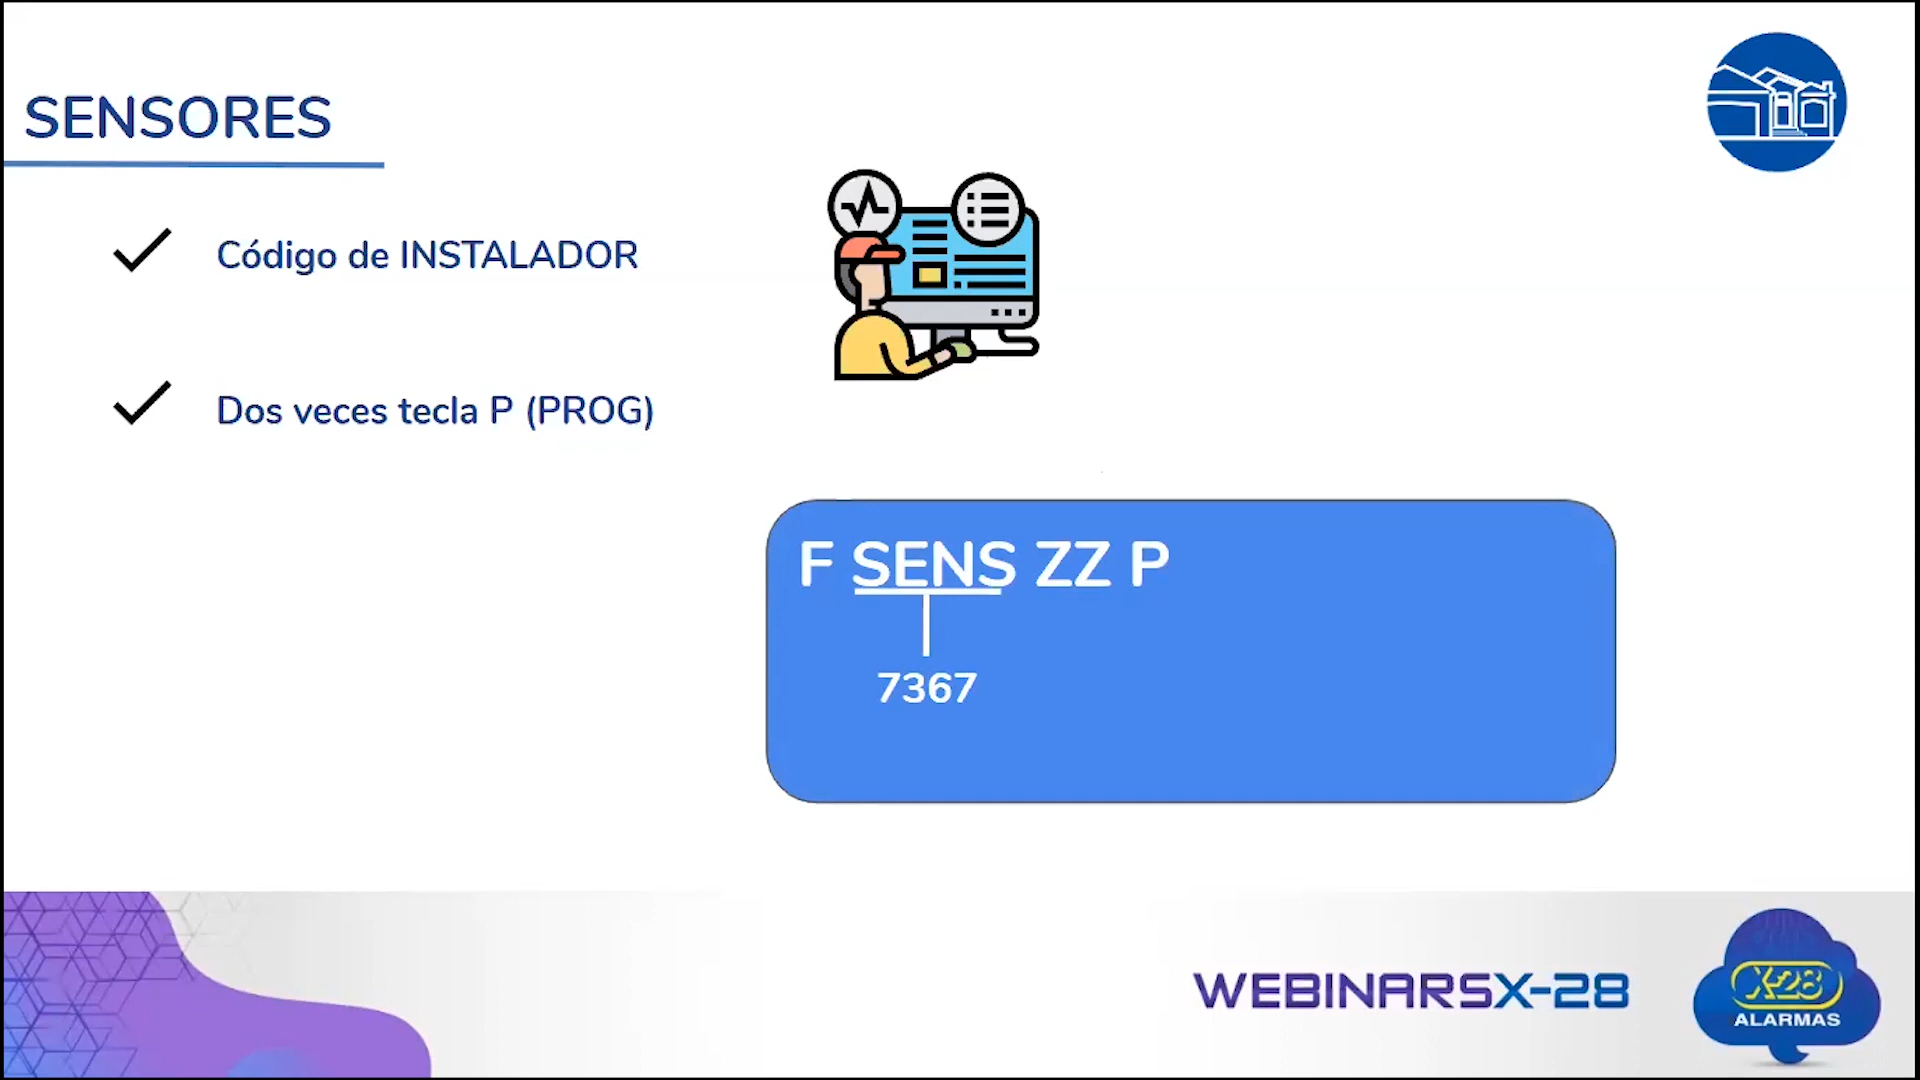 SENSORES
Código de INSTALADOR
Dos veces tecla P (PROG)
F SENS ZZ P
7367
WEBINARSX-28
X-28
ALARMAS